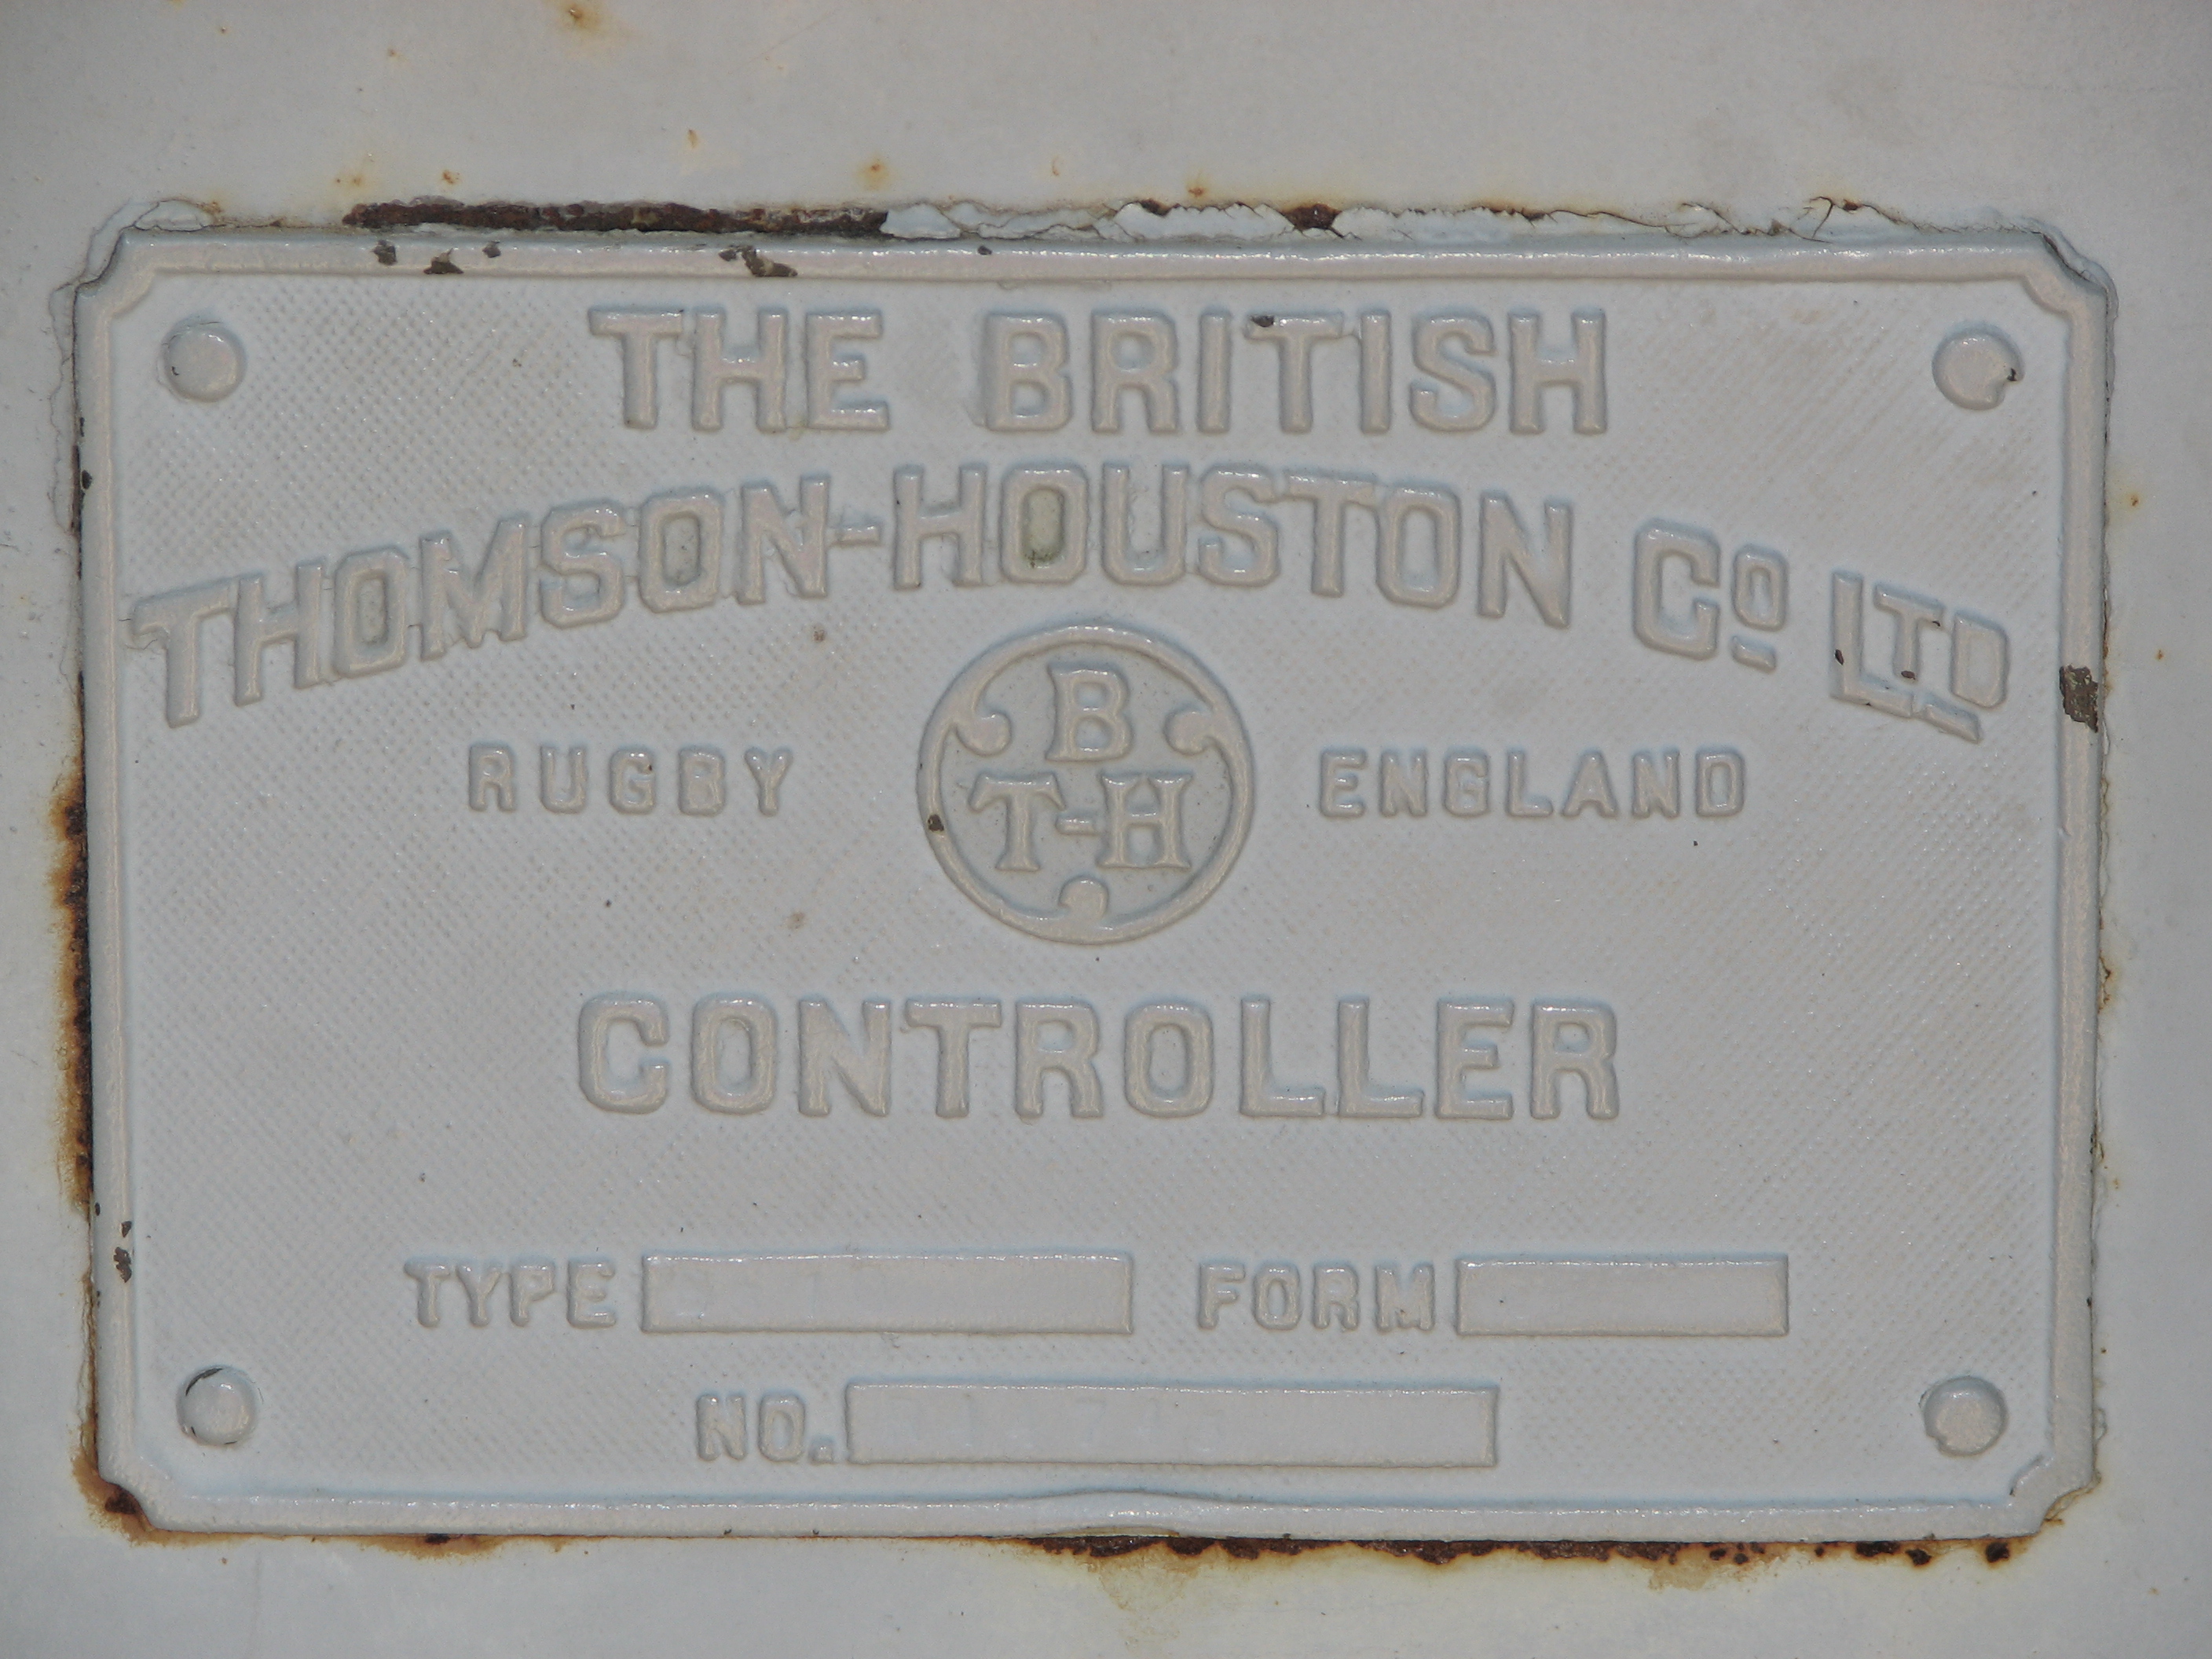 THE BRITISH
THOMSON-HOUSTON Co LTD
RUGBY ENGLAND
B
T-H
CONTROLLER
TYPE FORM
NO.